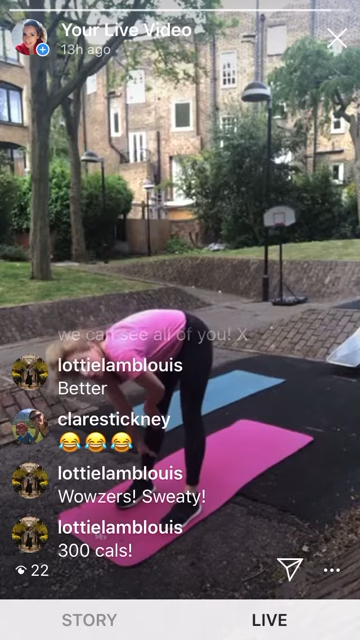 Your Live Video
13h ago
we can see all of you! X
lottielamblouis
Better
clarestickney
😂😂😂
lottielamblouis
Wowzers! Sweaty!
lottielamblouis
300 cals!
22
STORY
LIVE